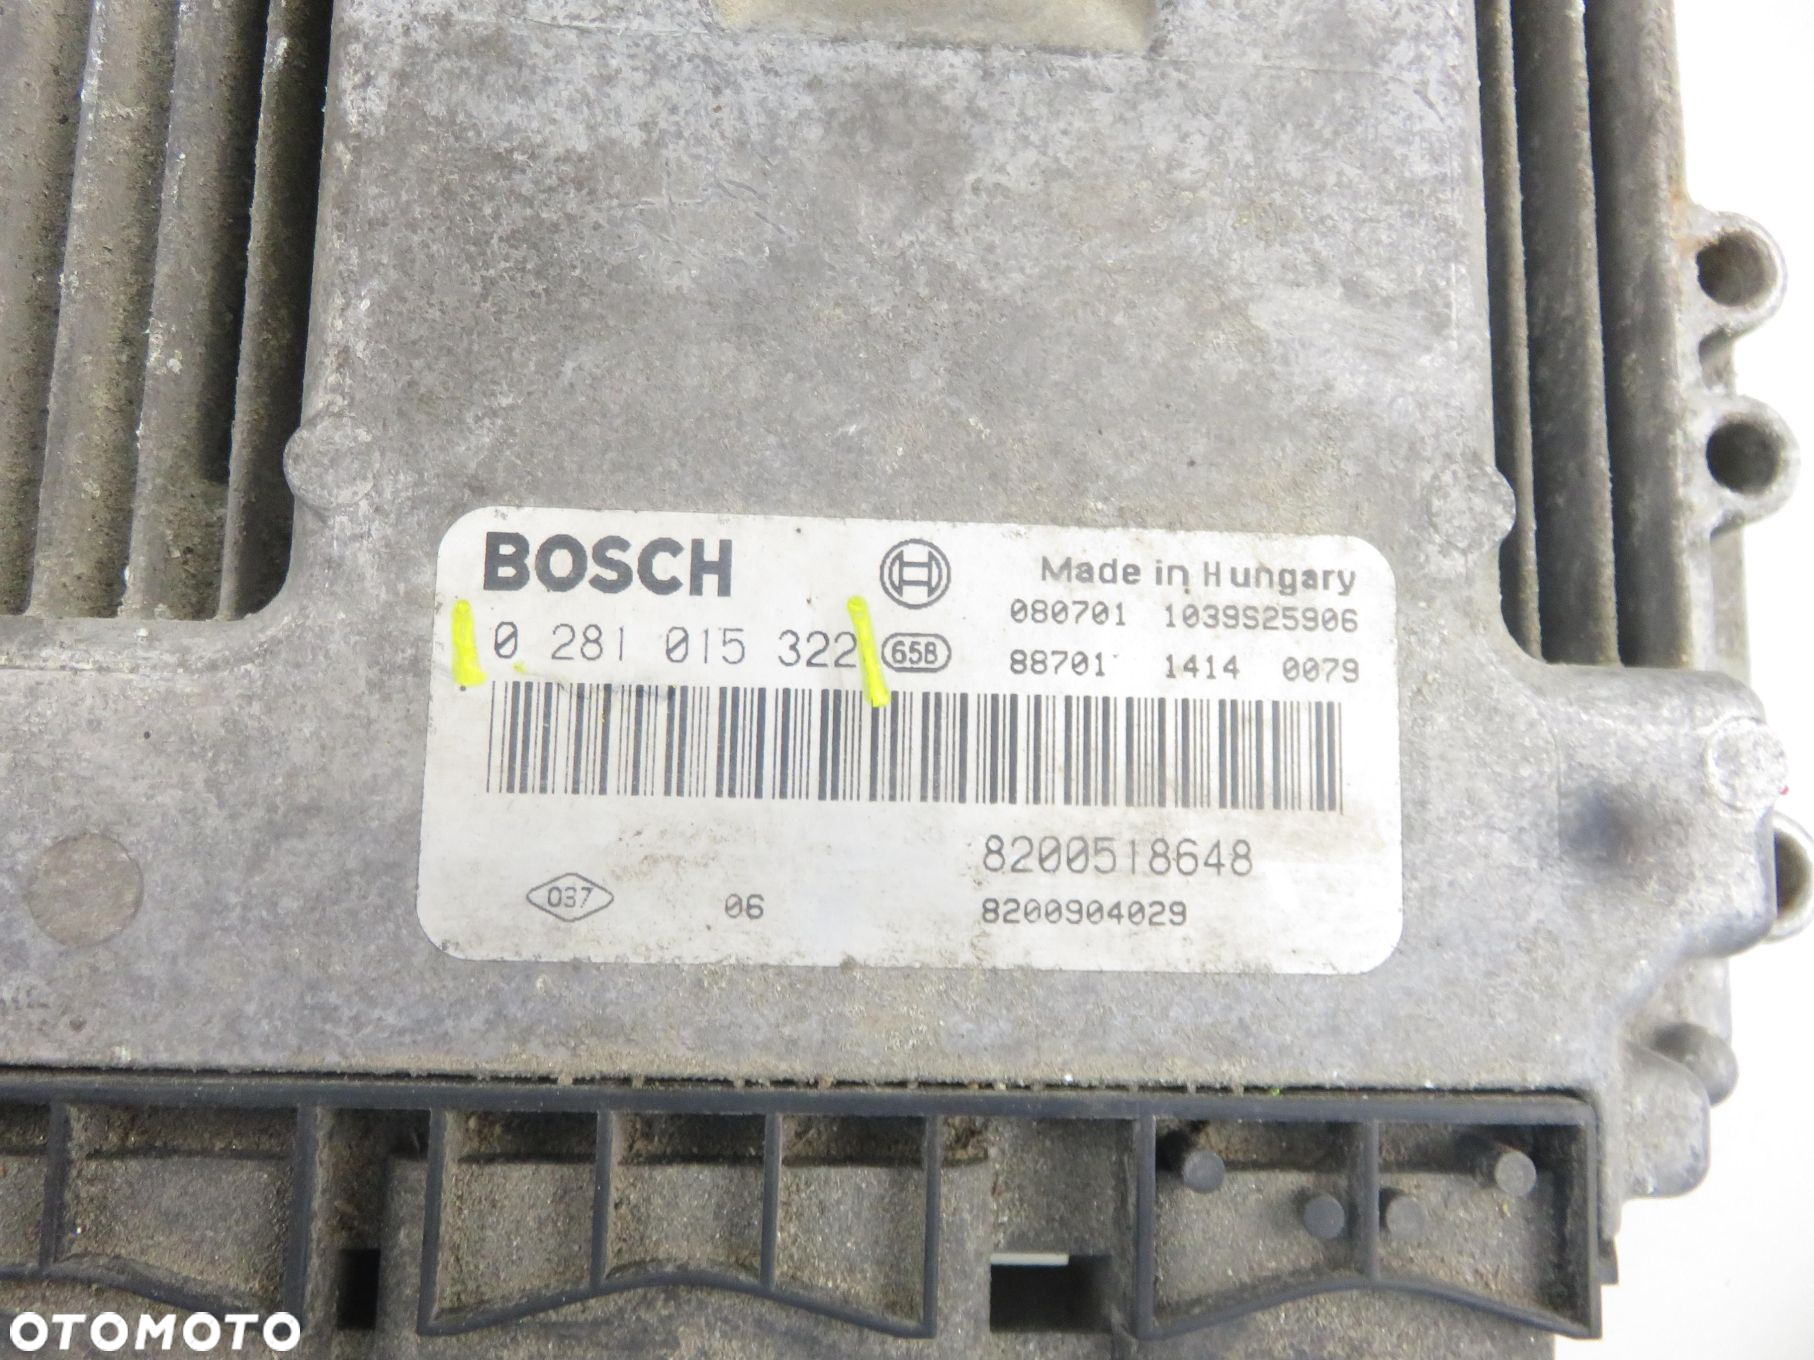 BOSCH
Made in Hungary
080701 1039S25906
0 281 015 322 65B
88701 1414 0079
8200518648
037 06 8200904029
OTOMOTO